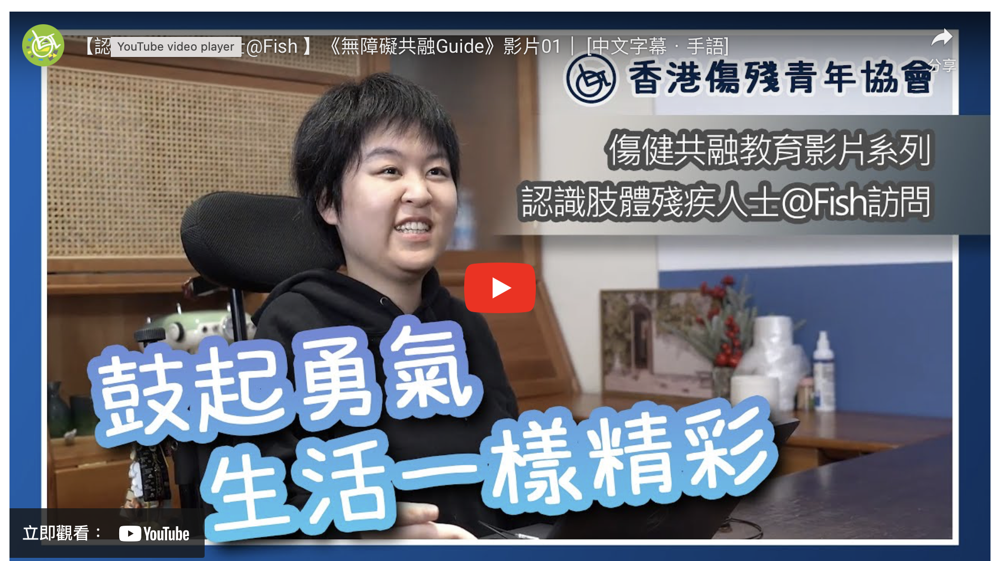 【認 YouTube video player @Fish 】 《無障礙共融Guide》影片01｜ [中文字幕．手語]
分享
香港傷殘青年協會
傷健共融教育影片系列
認識肢體殘疾人士@Fish訪問
鼓起勇氣
生活一樣精彩
立即觀看： YouTube